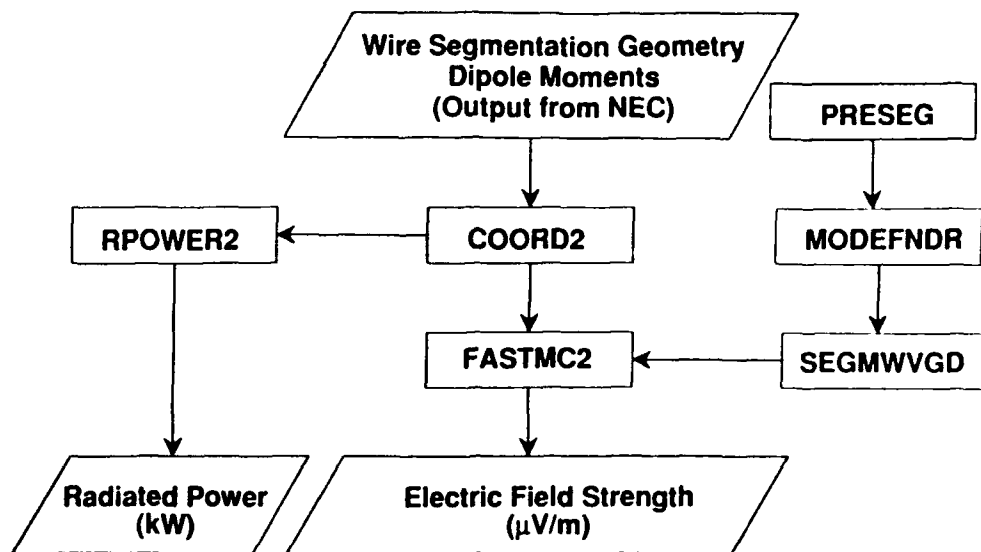 Wire Segmentation Geometry
Dipole Moments
(Output from NEC)
PRESEG
RPOWER2
COORD2
MODEFNDR
FASTMC2
SEGMWVGD
Radiated Power
(kW)
Electric Field Strength
(µV/m)